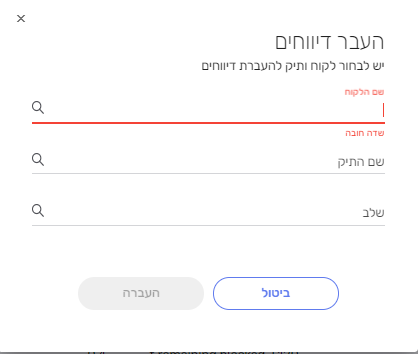 העבר דיווחים
יש לבחור לקוח ותיק להעברת דיווחים
שם הלקוח
שדה חובה
שם התיק
שלב
ביטול
העברה